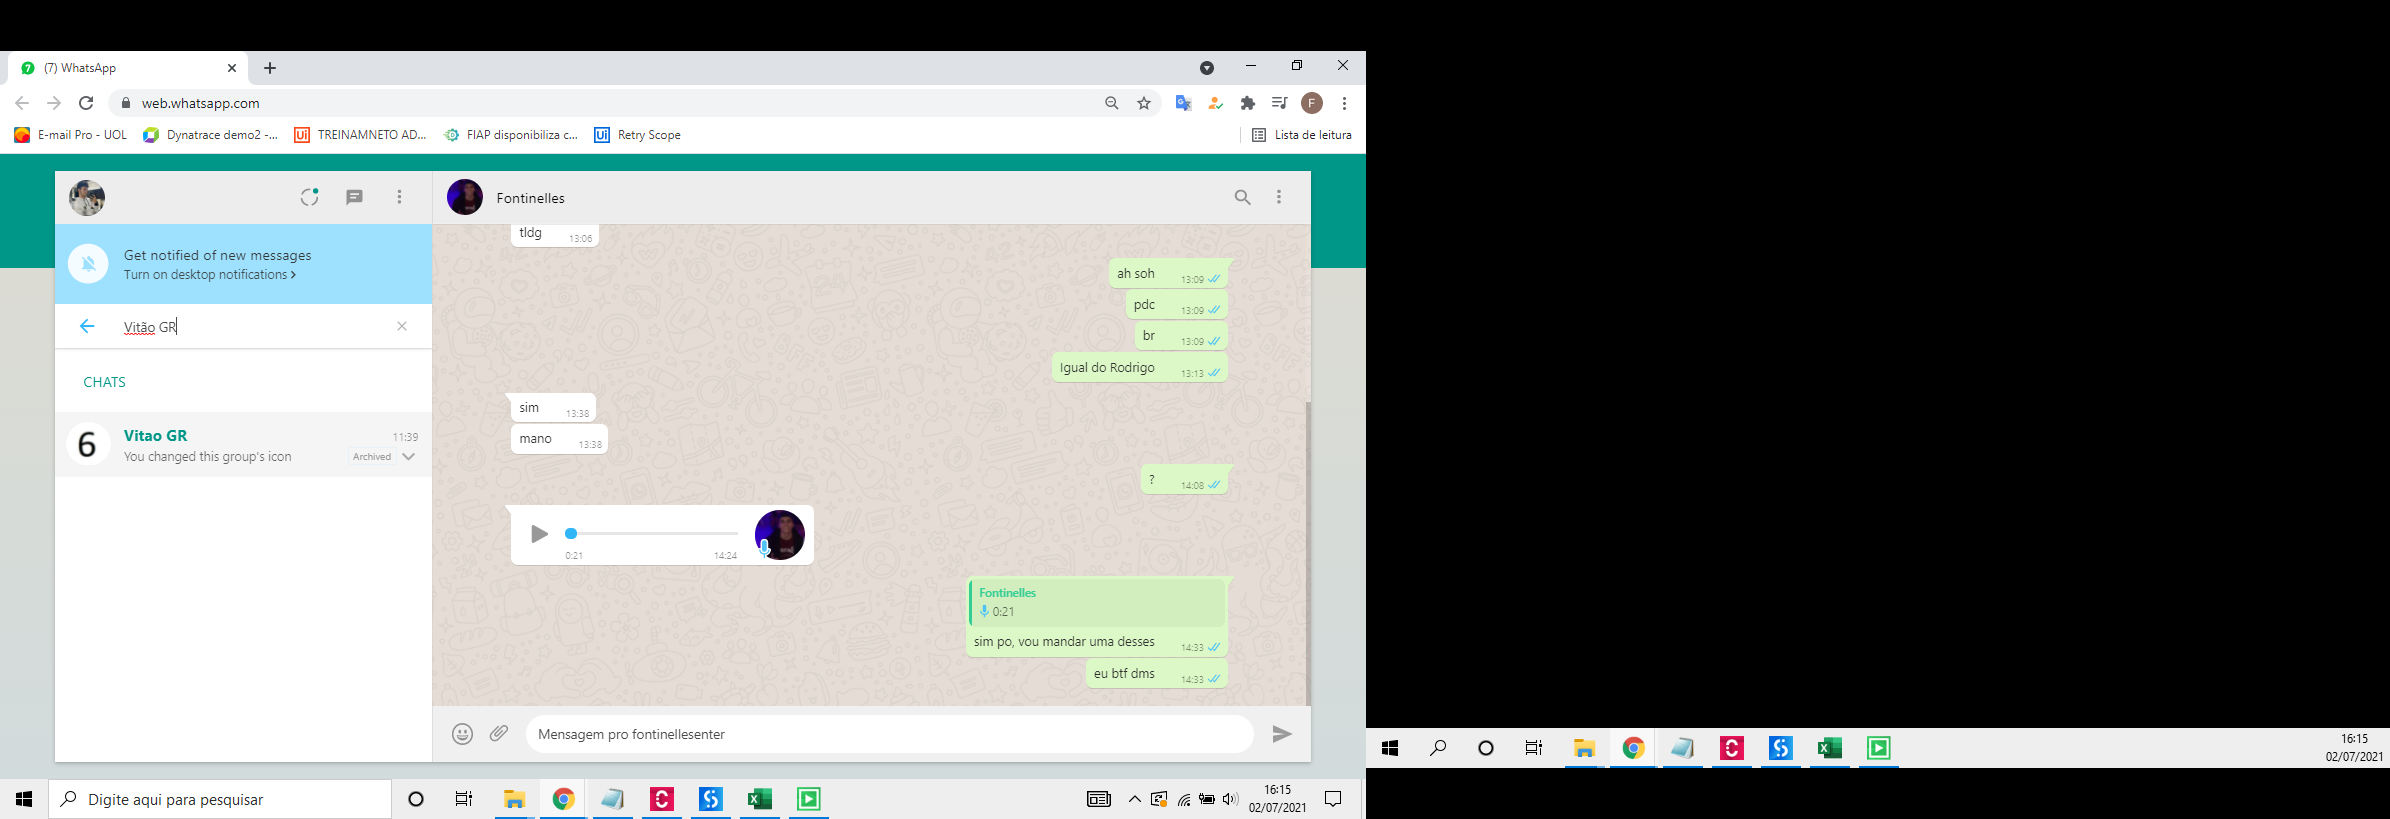 (7) WhatsApp
web.whatsapp.com
F
E-mail Pro - UOL
Dynatrace demo2 -...
Ui TREINAMNETO AD...
FIAP disponibiliza c...
Ui Retry Scope
Lista de leitura
Get notified of new messages
Turn on desktop notifications
Vitão GR
CHATS
6
Vitao GR
11:39
You changed this group's icon
Archived
Fontinelles
tldg 13:06
ah soh 13:09
pdc 13:09
br 13:09
Igual do Rodrigo 13:13
sim 13:38
mano 13:38
? 14:08
0:21 14:24
Fontinelles
0:21
sim po, vou mandar uma desses 14:33
eu btf dms 14:33
Mensagem pro fontinellesenter
Digite aqui para pesquisar
16:15
02/07/2021
16:15
02/07/2021